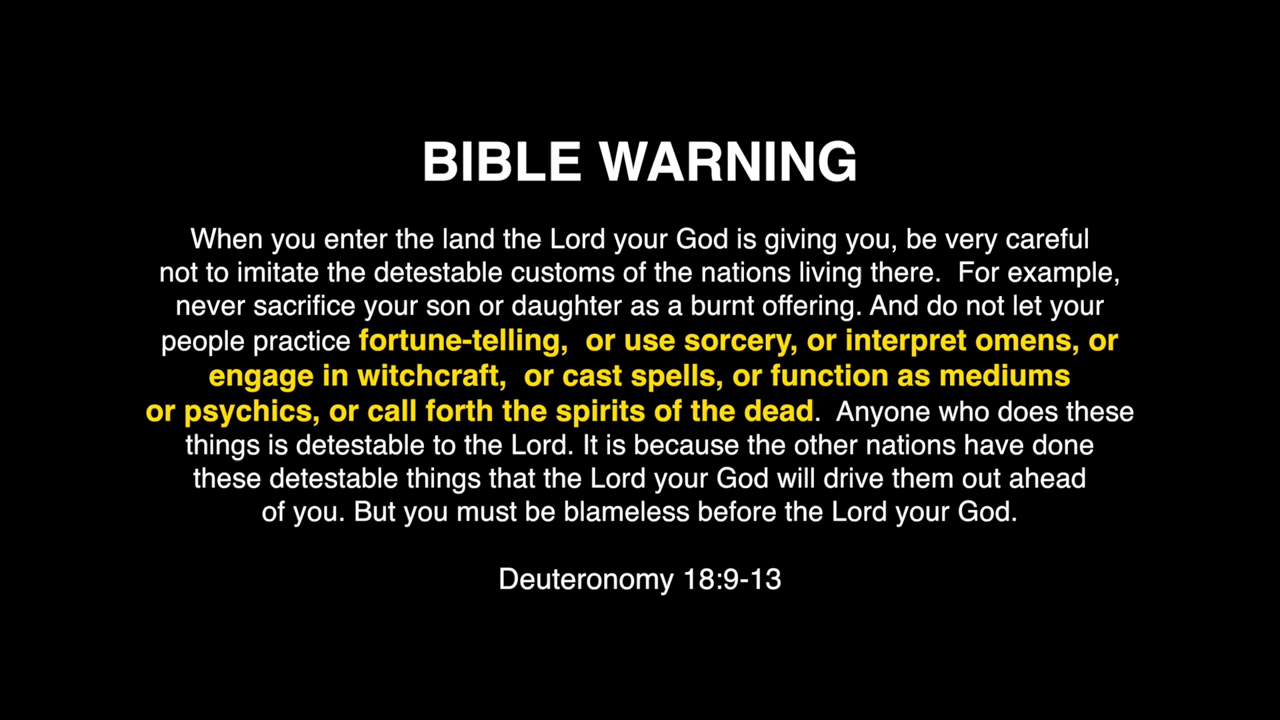 BIBLE WARNING
When you enter the land the Lord your God is giving you, be very careful
not to imitate the detestable customs of the nations living there.  For example,
never sacrifice your son or daughter as a burnt offering. And do not let your
people practice fortune-telling,  or use sorcery, or interpret omens, or
engage in witchcraft,  or cast spells, or function as mediums
or psychics, or call forth the spirits of the dead.  Anyone who does these
things is detestable to the Lord. It is because the other nations have done
these detestable things that the Lord your God will drive them out ahead
of you. But you must be blameless before the Lord your God.
Deuteronomy 18:9-13